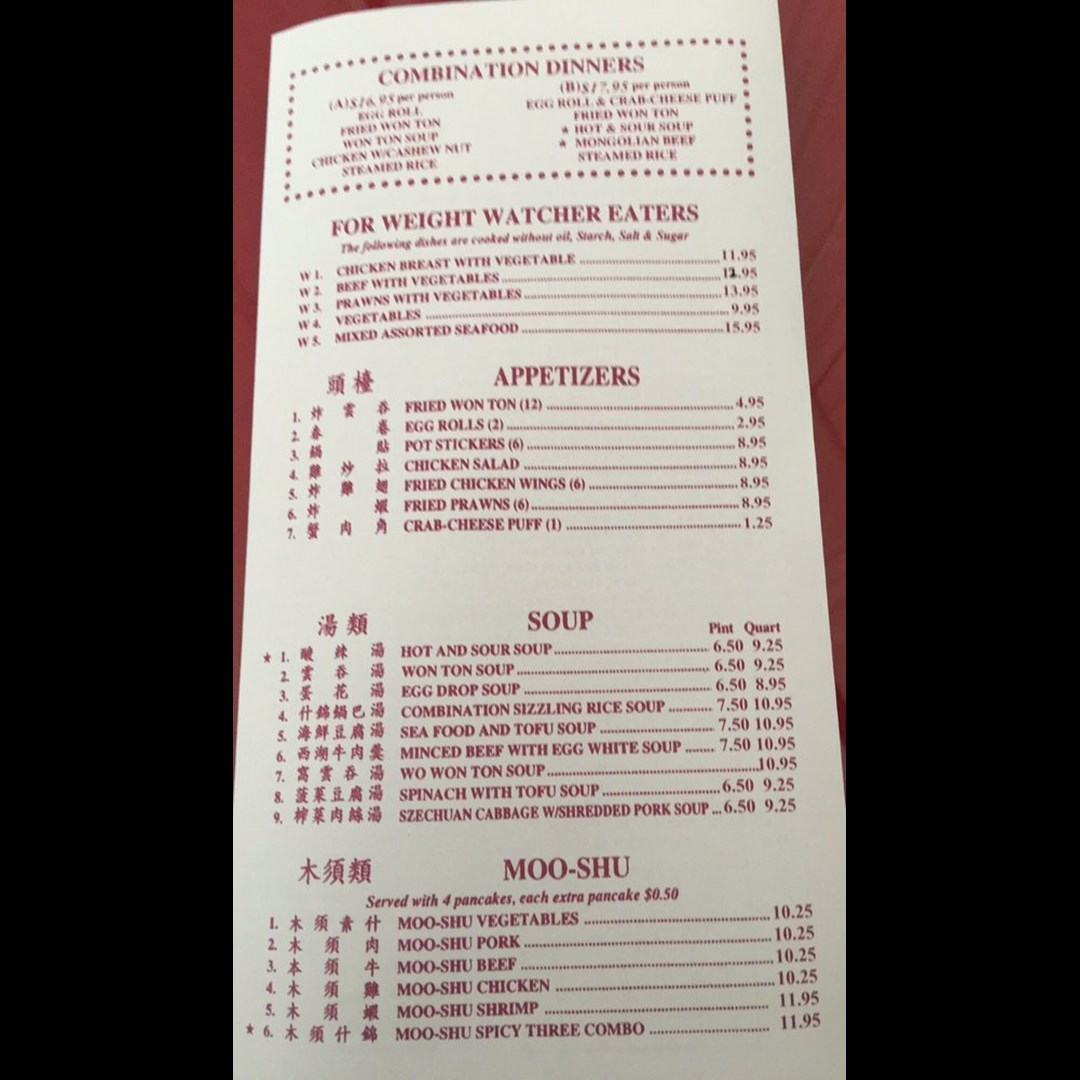 COMBINATION DINNERS
(A) $16.95 per person
EGG ROLL
FRIED WON TON
WON TON SOUP
CHICKEN W/CASHEW NUT
STEAMED RICE
(B) $17.95 per person
EGG ROLL & CRAB-CHEESE PUFF
FRIED WON TON
★ HOT & SOUR SOUP
★ MONGOLIAN BEEF
STEAMED RICE
FOR WEIGHT WATCHER EATERS
The following dishes are cooked without oil, Starch, Salt & Sugar
W 1. CHICKEN BREAST WITH VEGETABLE 11.95
W 2. BEEF WITH VEGETABLES 12.95
W 3. PRAWNS WITH VEGETABLES 13.95
W 4. VEGETABLES 9.95
W 5. MIXED ASSORTED SEAFOOD 15.95
頭檯 APPETIZERS
1. 炸雲吞 FRIED WON TON (12) 4.95
2. 春卷 EGG ROLLS (2) 2.95
3. 鍋貼 POT STICKERS (6) 8.95
4. 雞炒拉 CHICKEN SALAD 8.95
5. 炸雞翅 FRIED CHICKEN WINGS (6) 8.95
6. 炸蝦 FRIED PRAWNS (6) 8.95
7. 蟹肉角 CRAB-CHEESE PUFF (1) 1.25
湯類 SOUP Pint Quart
★ 1. 酸辣湯 HOT AND SOUR SOUP 6.50 9.25
2. 雲吞湯 WON TON SOUP 6.50 9.25
3. 蛋花湯 EGG DROP SOUP 6.50 8.95
4. 什錦鍋巴湯 COMBINATION SIZZLING RICE SOUP 7.50 10.95
5. 海鮮豆腐湯 SEA FOOD AND TOFU SOUP 7.50 10.95
6. 西湖牛肉羹 MINCED BEEF WITH EGG WHITE SOUP 7.50 10.95
7. 窩雲吞湯 WO WON TON SOUP 10.95
8. 菠菜豆腐湯 SPINACH WITH TOFU SOUP 6.50 9.25
9. 榨菜肉絲湯 SZECHUAN CABBAGE W/SHREDDED PORK SOUP 6.50 9.25
木須類 MOO-SHU
Served with 4 pancakes, each extra pancake $0.50
1. 木須素什 MOO-SHU VEGETABLES 10.25
2. 木須肉 MOO-SHU PORK 10.25
3. 本須牛 MOO-SHU BEEF 10.25
4. 木須雞 MOO-SHU CHICKEN 10.25
5. 木須蝦 MOO-SHU SHRIMP 11.95
★ 6. 木須什錦 MOO-SHU SPICY THREE COMBO 11.95